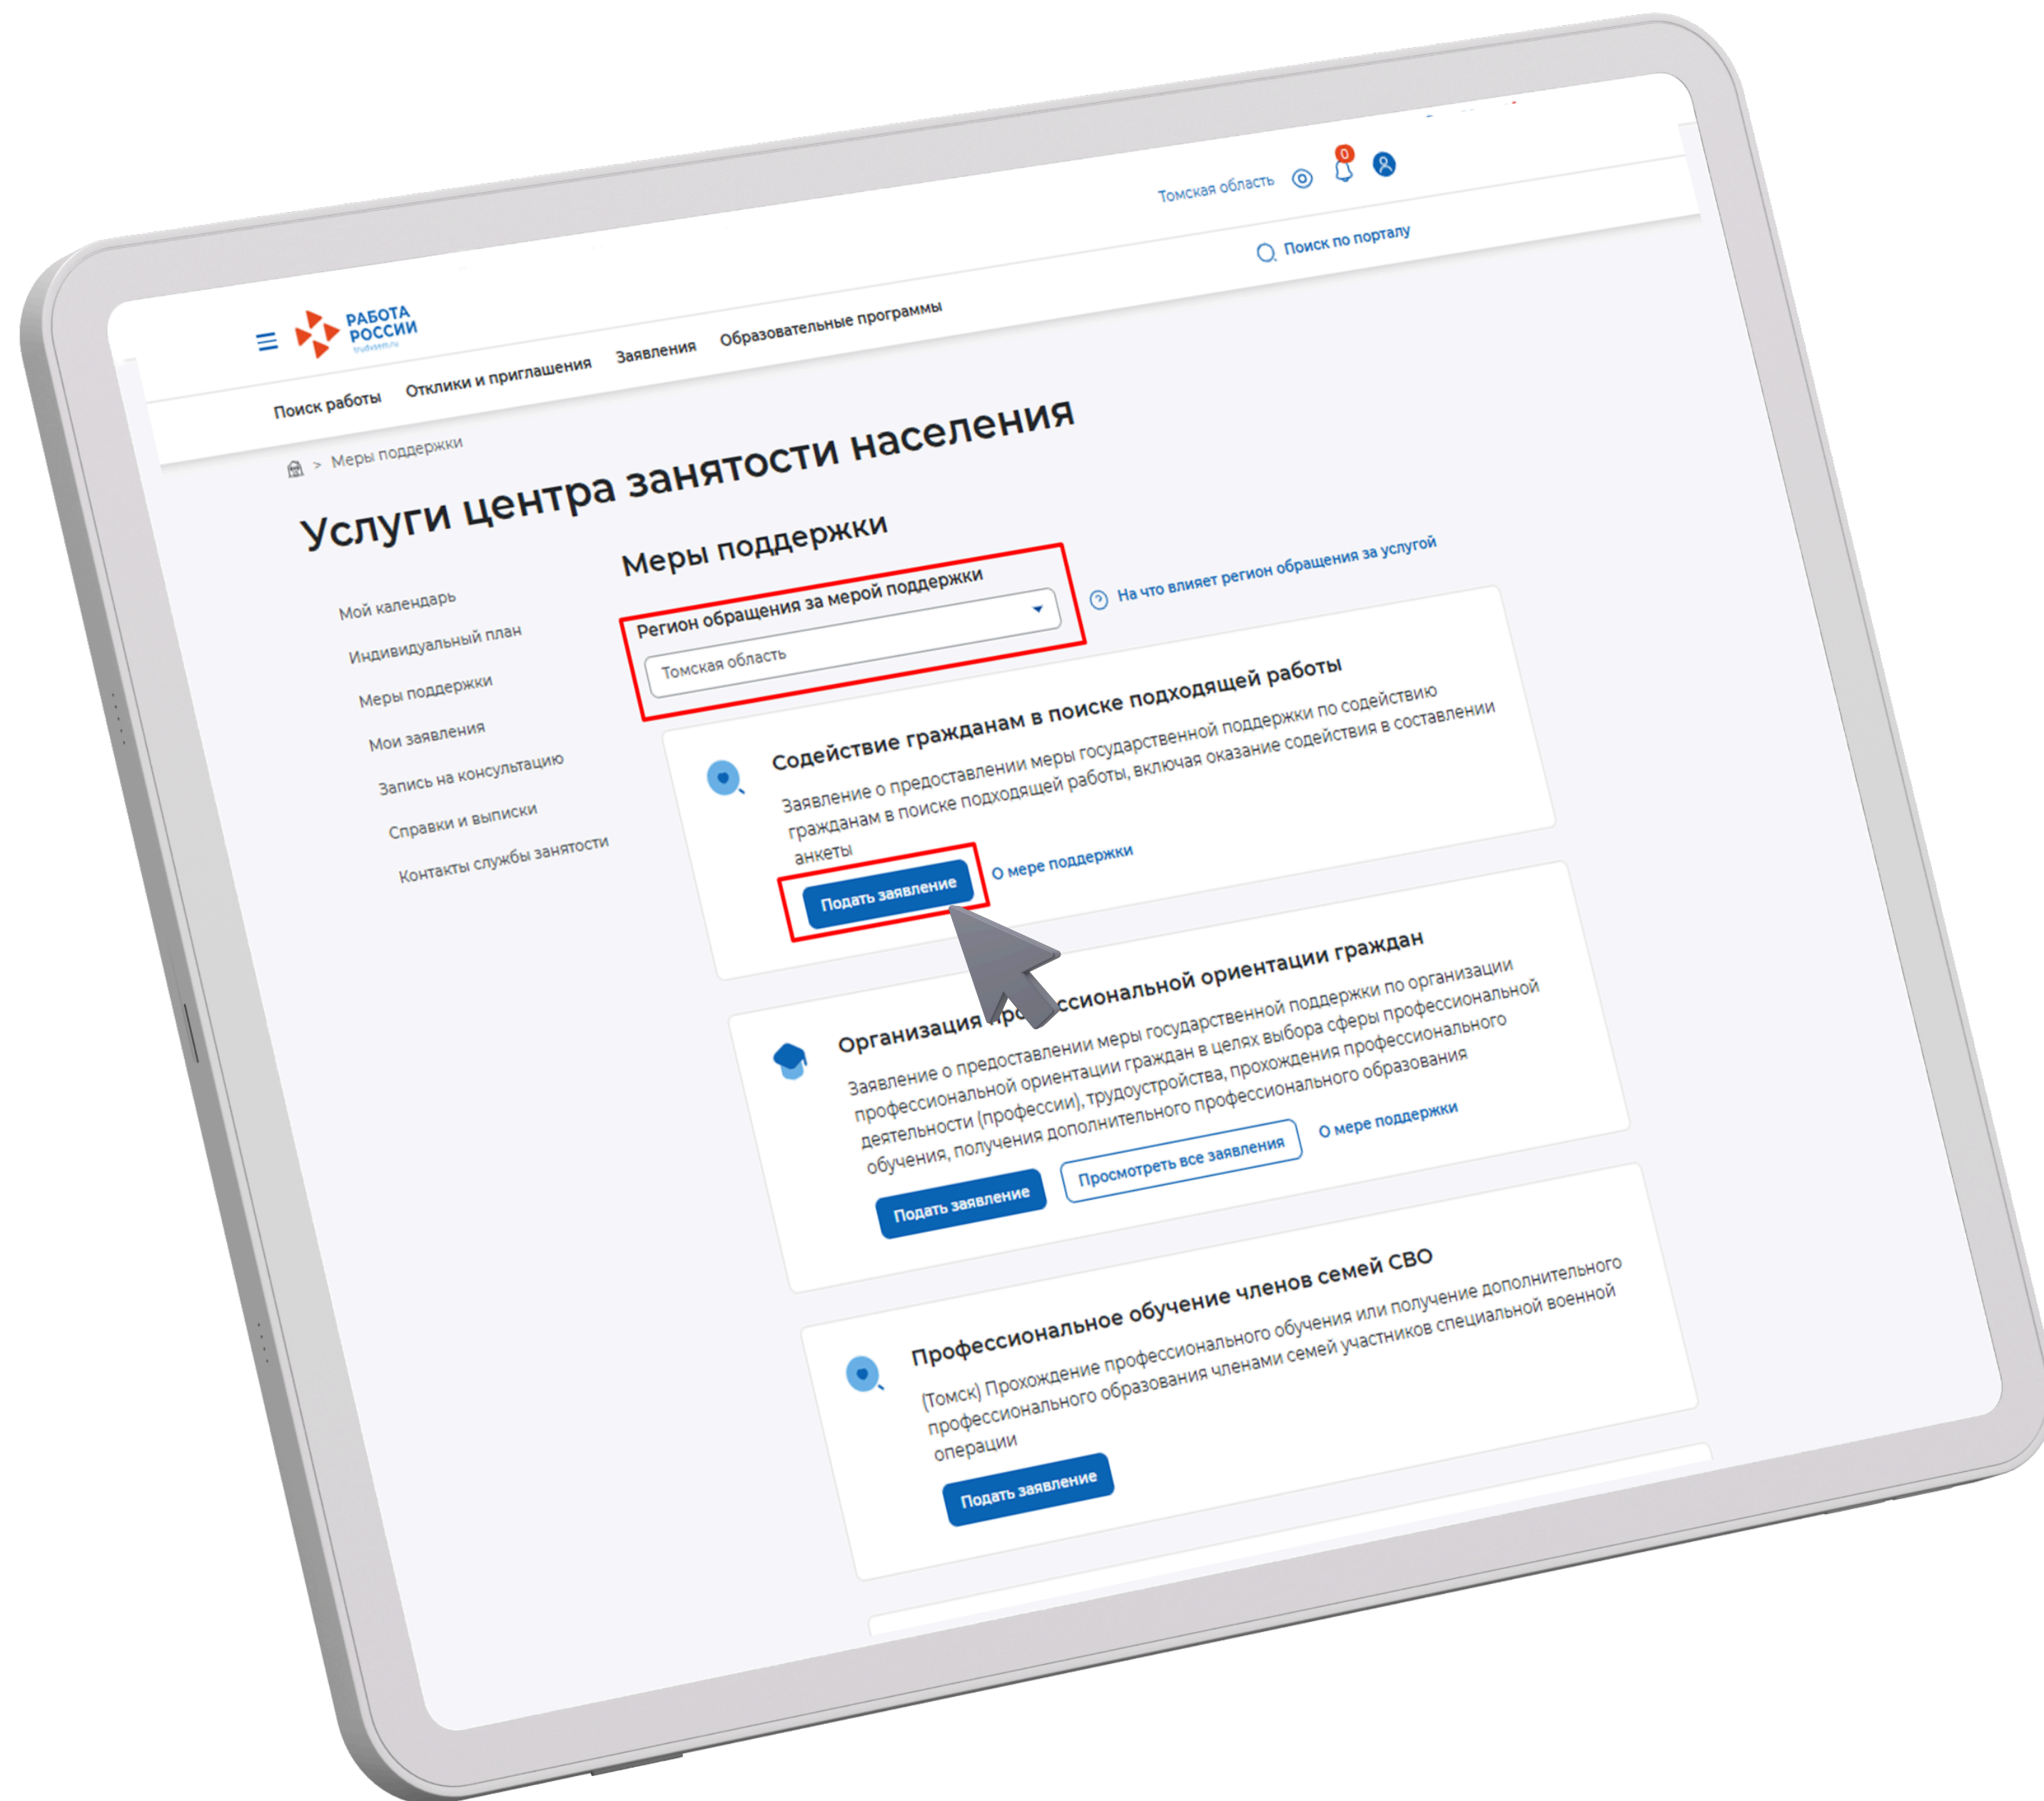 Томская область
0
Поиск по порталу
РАБОТА
РОССИИ
trudvsem.ru
Поиск работы Отклики и приглашения Заявления Образовательные программы
> Меры поддержки
Услуги центра занятости населения
Мой календарь
Индивидуальный план
Меры поддержки
Мои заявления
Запись на консультацию
Справки и выписки
Контакты службы занятости
Меры поддержки
Регион обращения за мерой поддержки
Томская область
? На что влияет регион обращения за услугой
Содействие гражданам в поиске подходящей работы
Заявление о предоставлении меры государственной поддержки по содействию
гражданам в поиске подходящей работы, включая оказание содействия в составлении
анкеты
Подать заявление О мере поддержки
Организация ссиональной ориентации граждан
Заявление о предоставлении меры государственной поддержки по организации
профессиональной ориентации граждан в целях выбора сферы профессиональной
деятельности (профессии), трудоустройства, прохождения профессионального
обучения, получения дополнительного профессионального образования
Подать заявление Просмотреть все заявления О мере поддержки
Профессиональное обучение членов семей СВО
(Томск) Прохождение профессионального обучения или получение дополнительного
профессионального образования членами семей участников специальной военной
операции
Подать заявление